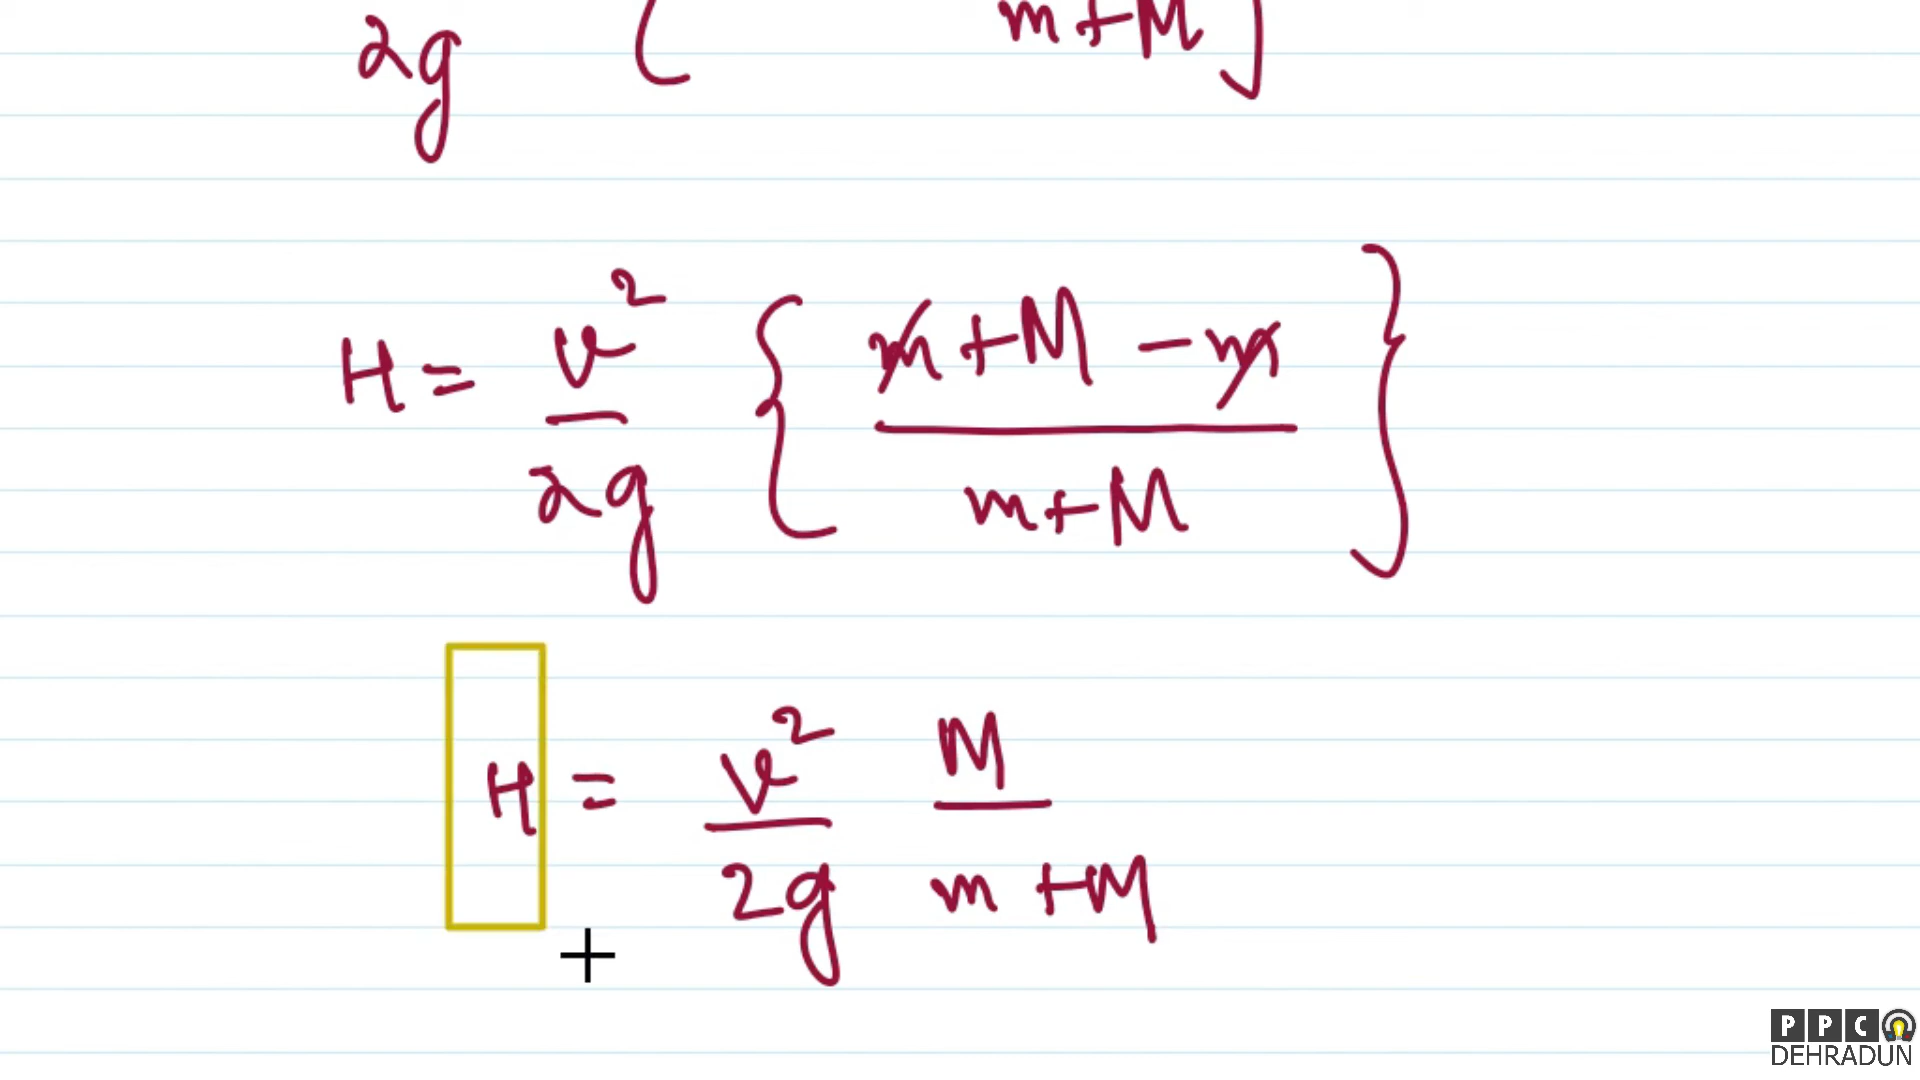 2g { m+M }
H = v²/2g { m+M-m / m+M }
H = v²/2g M/m+M
PPC
DEHRADUN